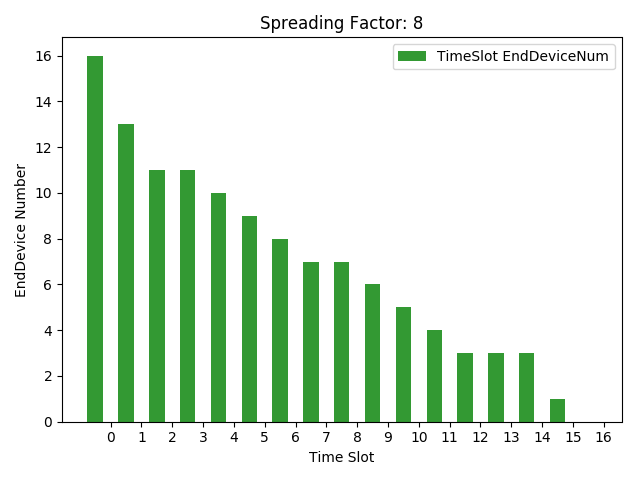 Spreading Factor: 8
TimeSlot EndDeviceNum
EndDevice Number
16
14
12
10
8
6
4
2
0
0 1 2 3 4 5 6 7 8 9 10 11 12 13 14 15 16
Time Slot